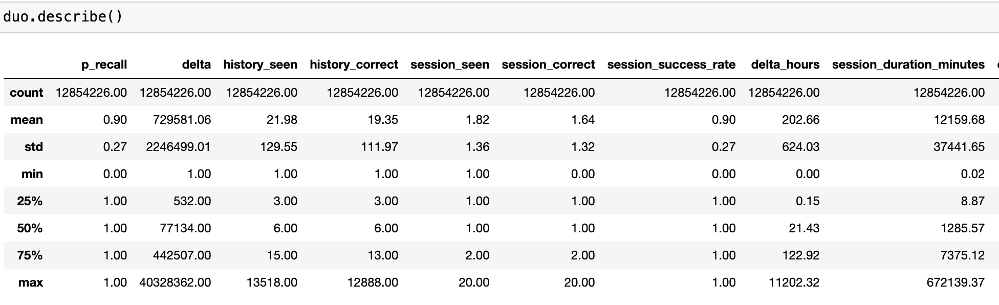 duo.describe()
p_recall delta history_seen history_correct session_seen session_correct session_success_rate delta_hours session_duration_minutes
count 12854226.00 12854226.00 12854226.00 12854226.00 12854226.00 12854226.00 12854226.00 12854226.00 12854226.00
mean 0.90 729581.06 21.98 19.35 1.82 1.64 0.90 202.66 12159.68
std 0.27 2246499.01 129.55 111.97 1.36 1.32 0.27 624.03 37441.65
min 0.00 1.00 1.00 1.00 1.00 0.00 0.00 0.00 0.02
25% 1.00 532.00 3.00 3.00 1.00 1.00 1.00 0.15 8.87
50% 1.00 77134.00 6.00 6.00 1.00 1.00 1.00 21.43 1285.57
75% 1.00 442507.00 15.00 13.00 2.00 2.00 1.00 122.92 7375.12
max 1.00 40328362.00 13518.00 12888.00 20.00 20.00 1.00 11202.32 672139.37